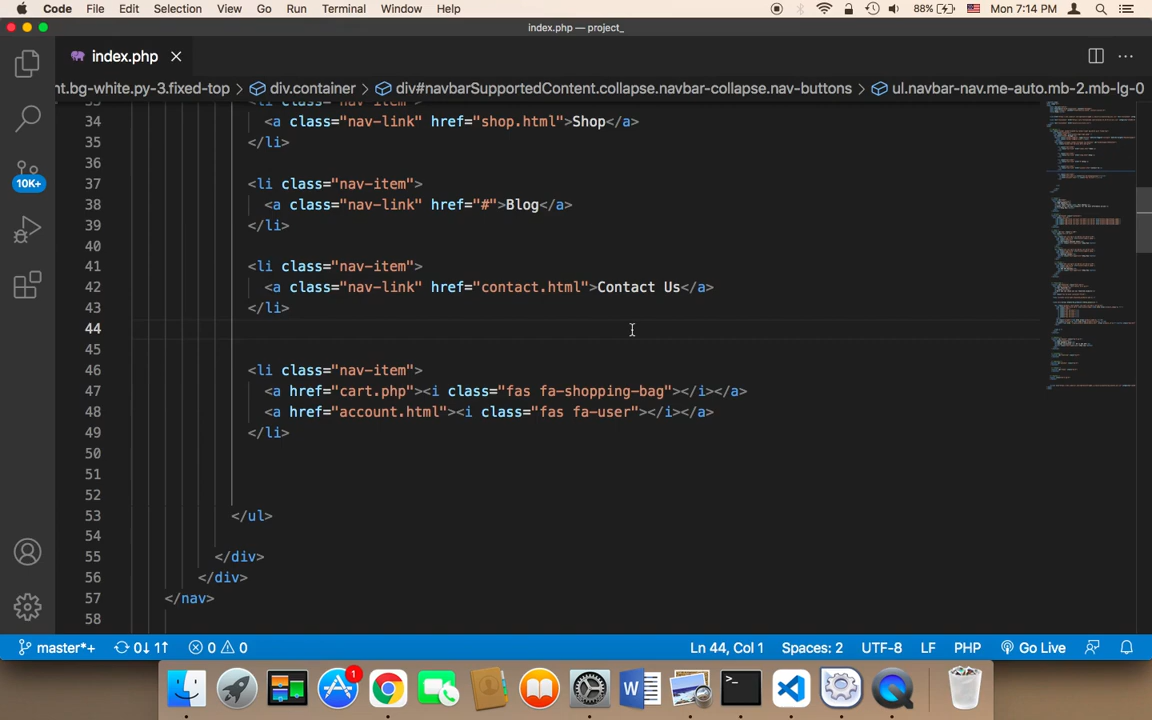 Code File Edit Selection View Go Run Terminal Window Help 88% Mon 7:14 PM
index.php — project_
index.php
nt.bg-white.py-3.fixed-top > div.container > div#navbarSupportedContent.collapse.navbar-collapse.nav-buttons > ul.navbar-nav.me-auto.mb-2.mb-lg-0
33 <li class="nav-item">
34 <a class="nav-link" href="shop.html">Shop</a>
35 </li>
36
37 <li class="nav-item">
38 <a class="nav-link" href="#">Blog</a>
39 </li>
40
41 <li class="nav-item">
42 <a class="nav-link" href="contact.html">Contact Us</a>
43 </li>
44
45
46 <li class="nav-item">
47 <a href="cart.php"><i class="fas fa-shopping-bag"></i></a>
48 <a href="account.html"><i class="fas fa-user"></i></a>
49 </li>
50
51
52
53 </ul>
54
55 </div>
56 </div>
57 </nav>
58
10K+
master*+ 0↓ 1↑ 0 0 Ln 44, Col 1 Spaces: 2 UTF-8 LF PHP Go Live
1